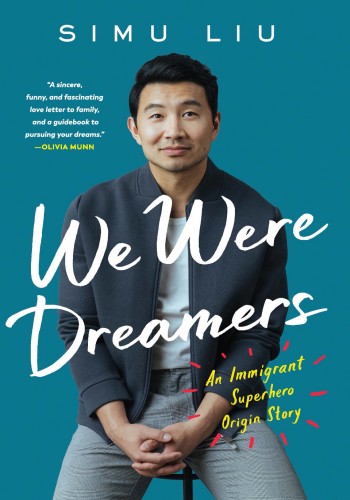 SIMU LIU
"A sincere,
funny, and fascinating
love letter to family,
and a guidebook to
pursuing your dreams."
—OLIVIA MUNN
We Were
Dreamers
An Immigrant
Superhero
Origin Story